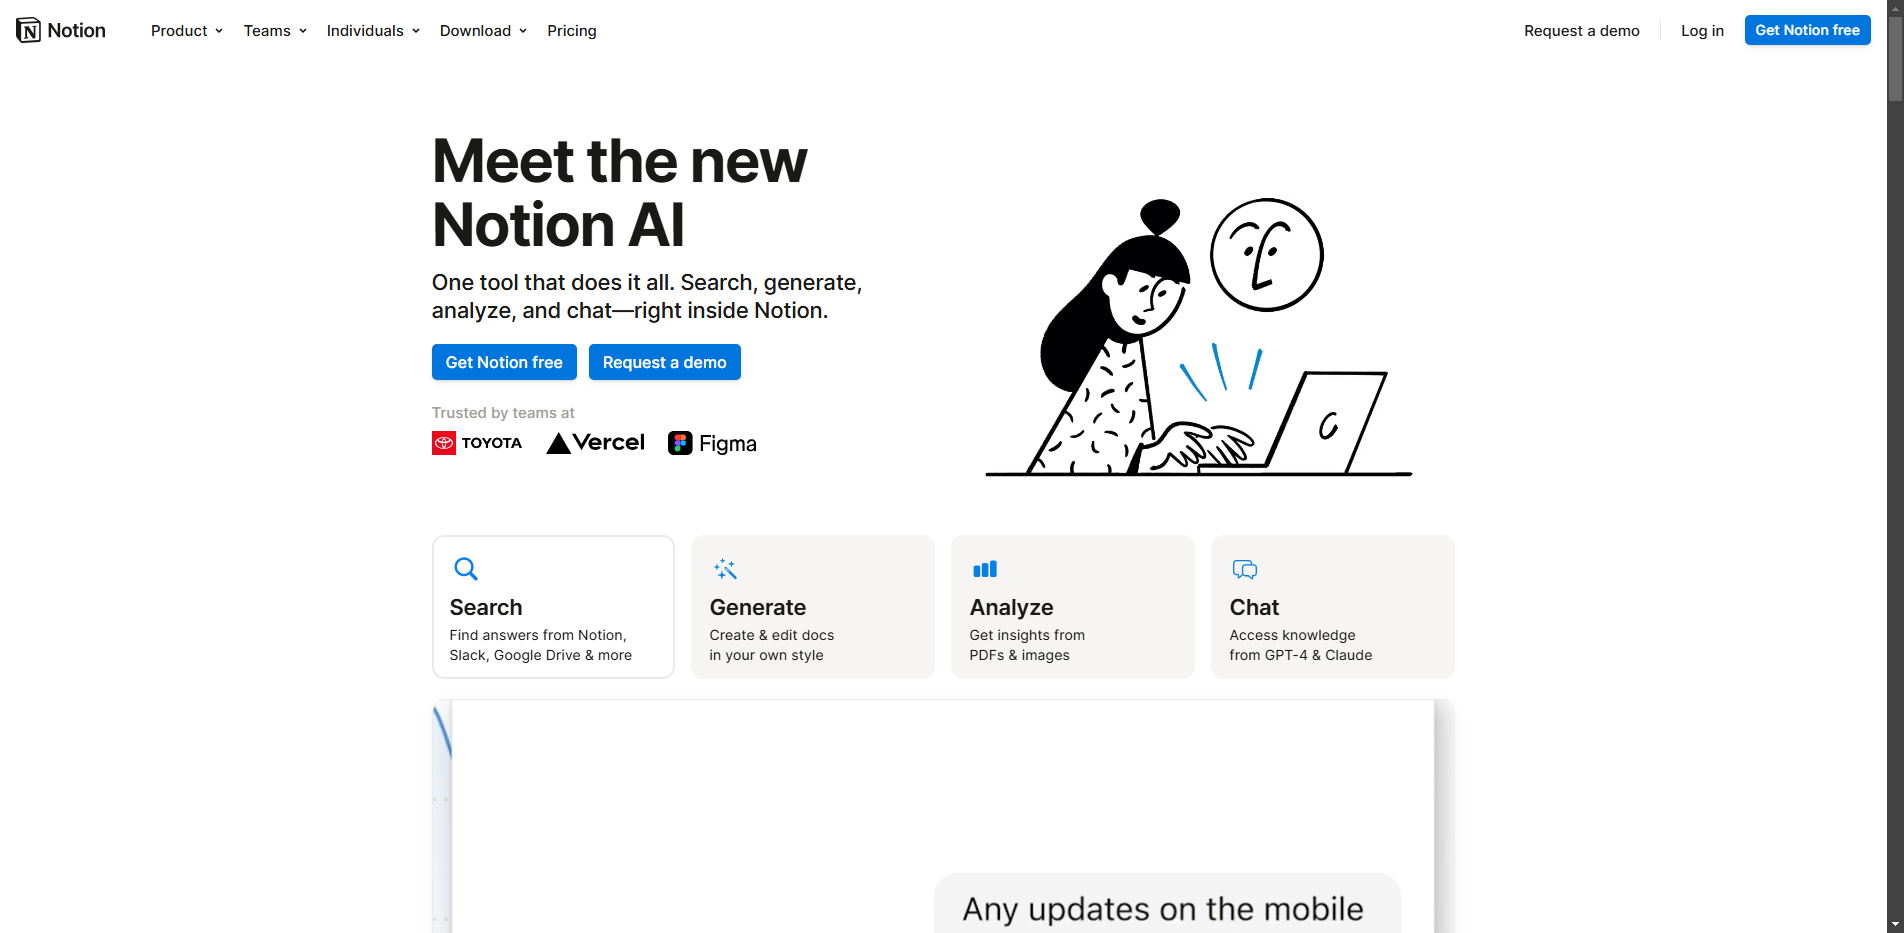 Notion
Product
Teams
Individuals
Download
Pricing
Request a demo
Log in
Get Notion free
Meet the new
Notion AI
One tool that does it all. Search, generate,
analyze, and chat—right inside Notion.
Get Notion free
Request a demo
Trusted by teams at
TOYOTA
Vercel
Figma
Search
Find answers from Notion,
Slack, Google Drive & more
Generate
Create & edit docs
in your own style
Analyze
Get insights from
PDFs & images
Chat
Access knowledge
from GPT-4 & Claude
Any updates on the mobile